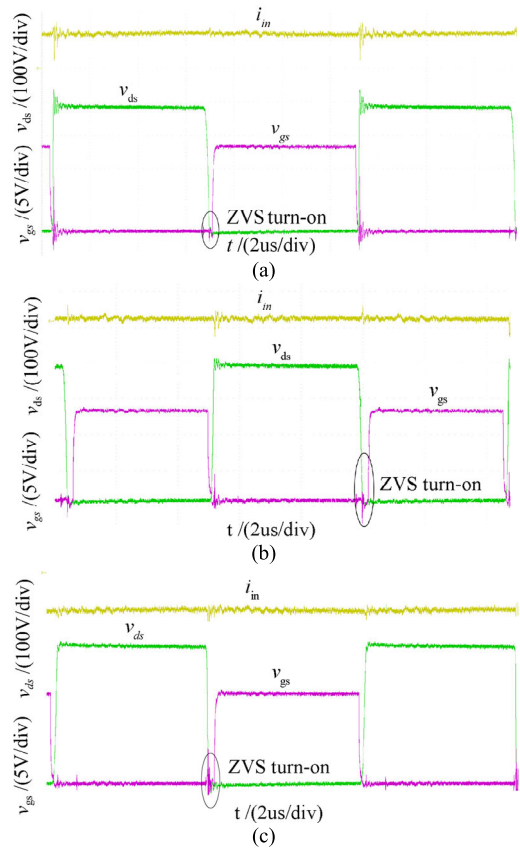 i_in
v_ds /(100V/div)
v_ds
v_gs
v_gs /(5V/div)
ZVS turn-on
t /(2us/div)
(a)
i_in
v_ds /(100V/div)
v_ds
v_gs
v_gs /(5V/div)
ZVS turn-on
t /(2us/div)
(b)
i_in
v_ds /(100V/div)
v_ds
v_gs
v_gs /(5V/div)
ZVS turn-on
t /(2us/div)
(c)